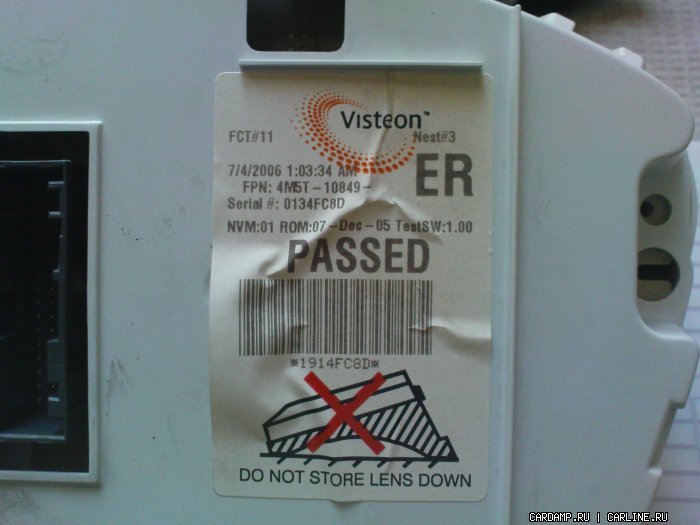 Visteon™
FCT#11 Nest#3
7/4/2006 1:03:34 AM
FPN: 4M5T-10849- ER
Serial #: 0134FC8D
NVM:01 ROM:07-Dec-05 TestSW:1.00
PASSED
*1914FC8D*
DO NOT STORE LENS DOWN
CARDAMP.RU | CARLINE.RU